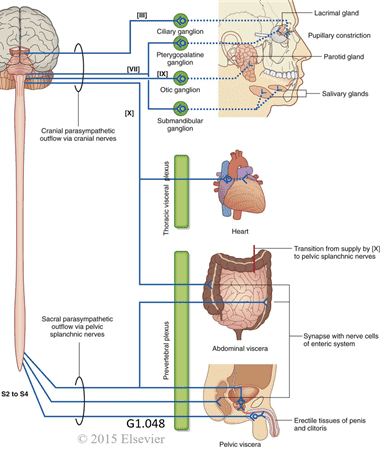 [III]
Ciliary ganglion
[VII]
Pterygopalatine
ganglion
[IX]
Otic ganglion
[X]
Submandibular
ganglion
Lacrimal gland
Pupillary constriction
Parotid gland
Salivary glands
Cranial parasympathetic
outflow via cranial nerves
Thoracic visceral plexus
Heart
Transition from supply by [X]
to pelvic splanchnic nerves
Prevertebral plexus
Abdominal viscera
Synapse with nerve cells
of enteric system
Sacral parasympathetic
outflow via pelvic
splanchnic nerves
S2 to S4
Erectile tissues of penis
and clitoris
Pelvic viscera
G1.048
© 2015 Elsevier